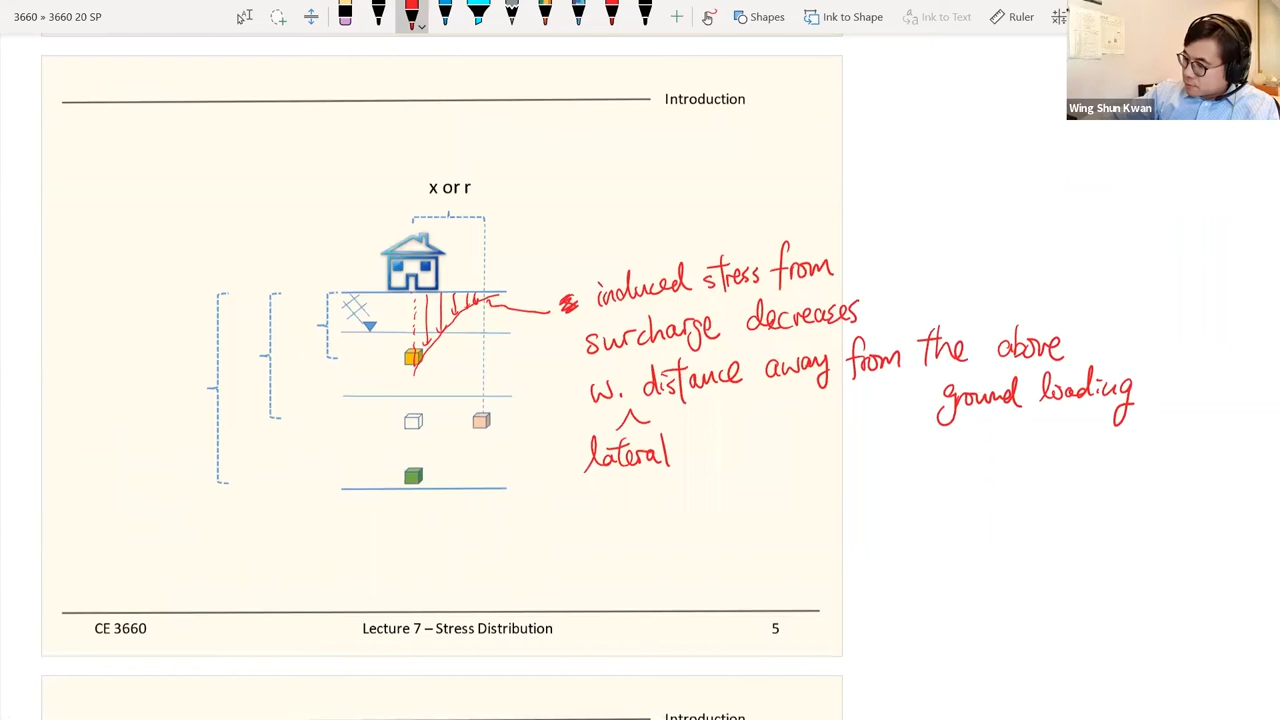 3660 » 3660 20 SP
Shapes
Ink to Shape
Ink to Text
Ruler
Wing Shun Kwan
Introduction
x or r
induced stress from
surcharge decreases
w. distance away from the above
ground loading
lateral
CE 3660
Lecture 7 – Stress Distribution
5
Introduction